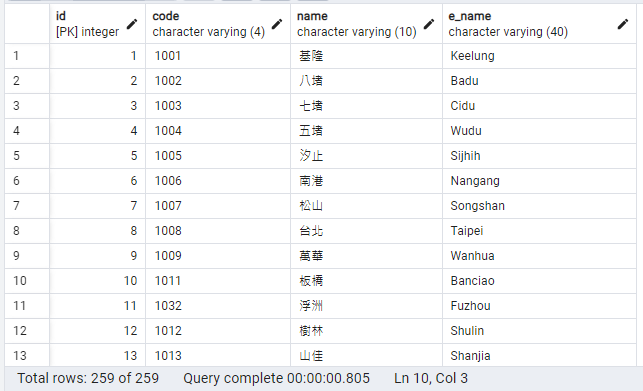 id code name e_name
[PK] integer character varying (4) character varying (10) character varying (40)
1 1 1001 基隆 Keelung
2 2 1002 八堵 Badu
3 3 1003 七堵 Cidu
4 4 1004 五堵 Wudu
5 5 1005 汐止 Sijhih
6 6 1006 南港 Nangang
7 7 1007 松山 Songshan
8 8 1008 台北 Taipei
9 9 1009 萬華 Wanhua
10 10 1011 板橋 Banciao
11 11 1032 浮洲 Fuzhou
12 12 1012 樹林 Shulin
13 13 1013 山佳 Shanjia
Total rows: 259 of 259 Query complete 00:00:00.805 Ln 10, Col 3